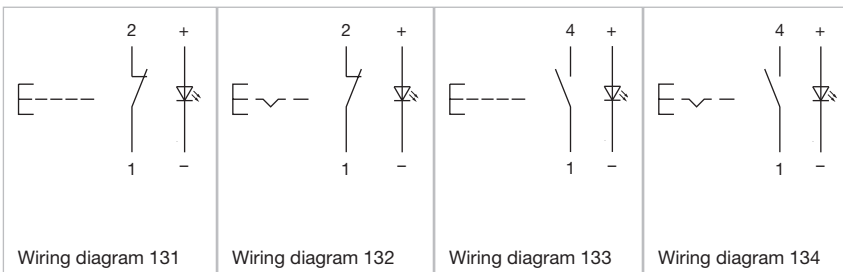 2 +
1 −
Wiring diagram 131
2 +
1 −
Wiring diagram 132
4 +
1 −
Wiring diagram 133
4 +
1 −
Wiring diagram 134